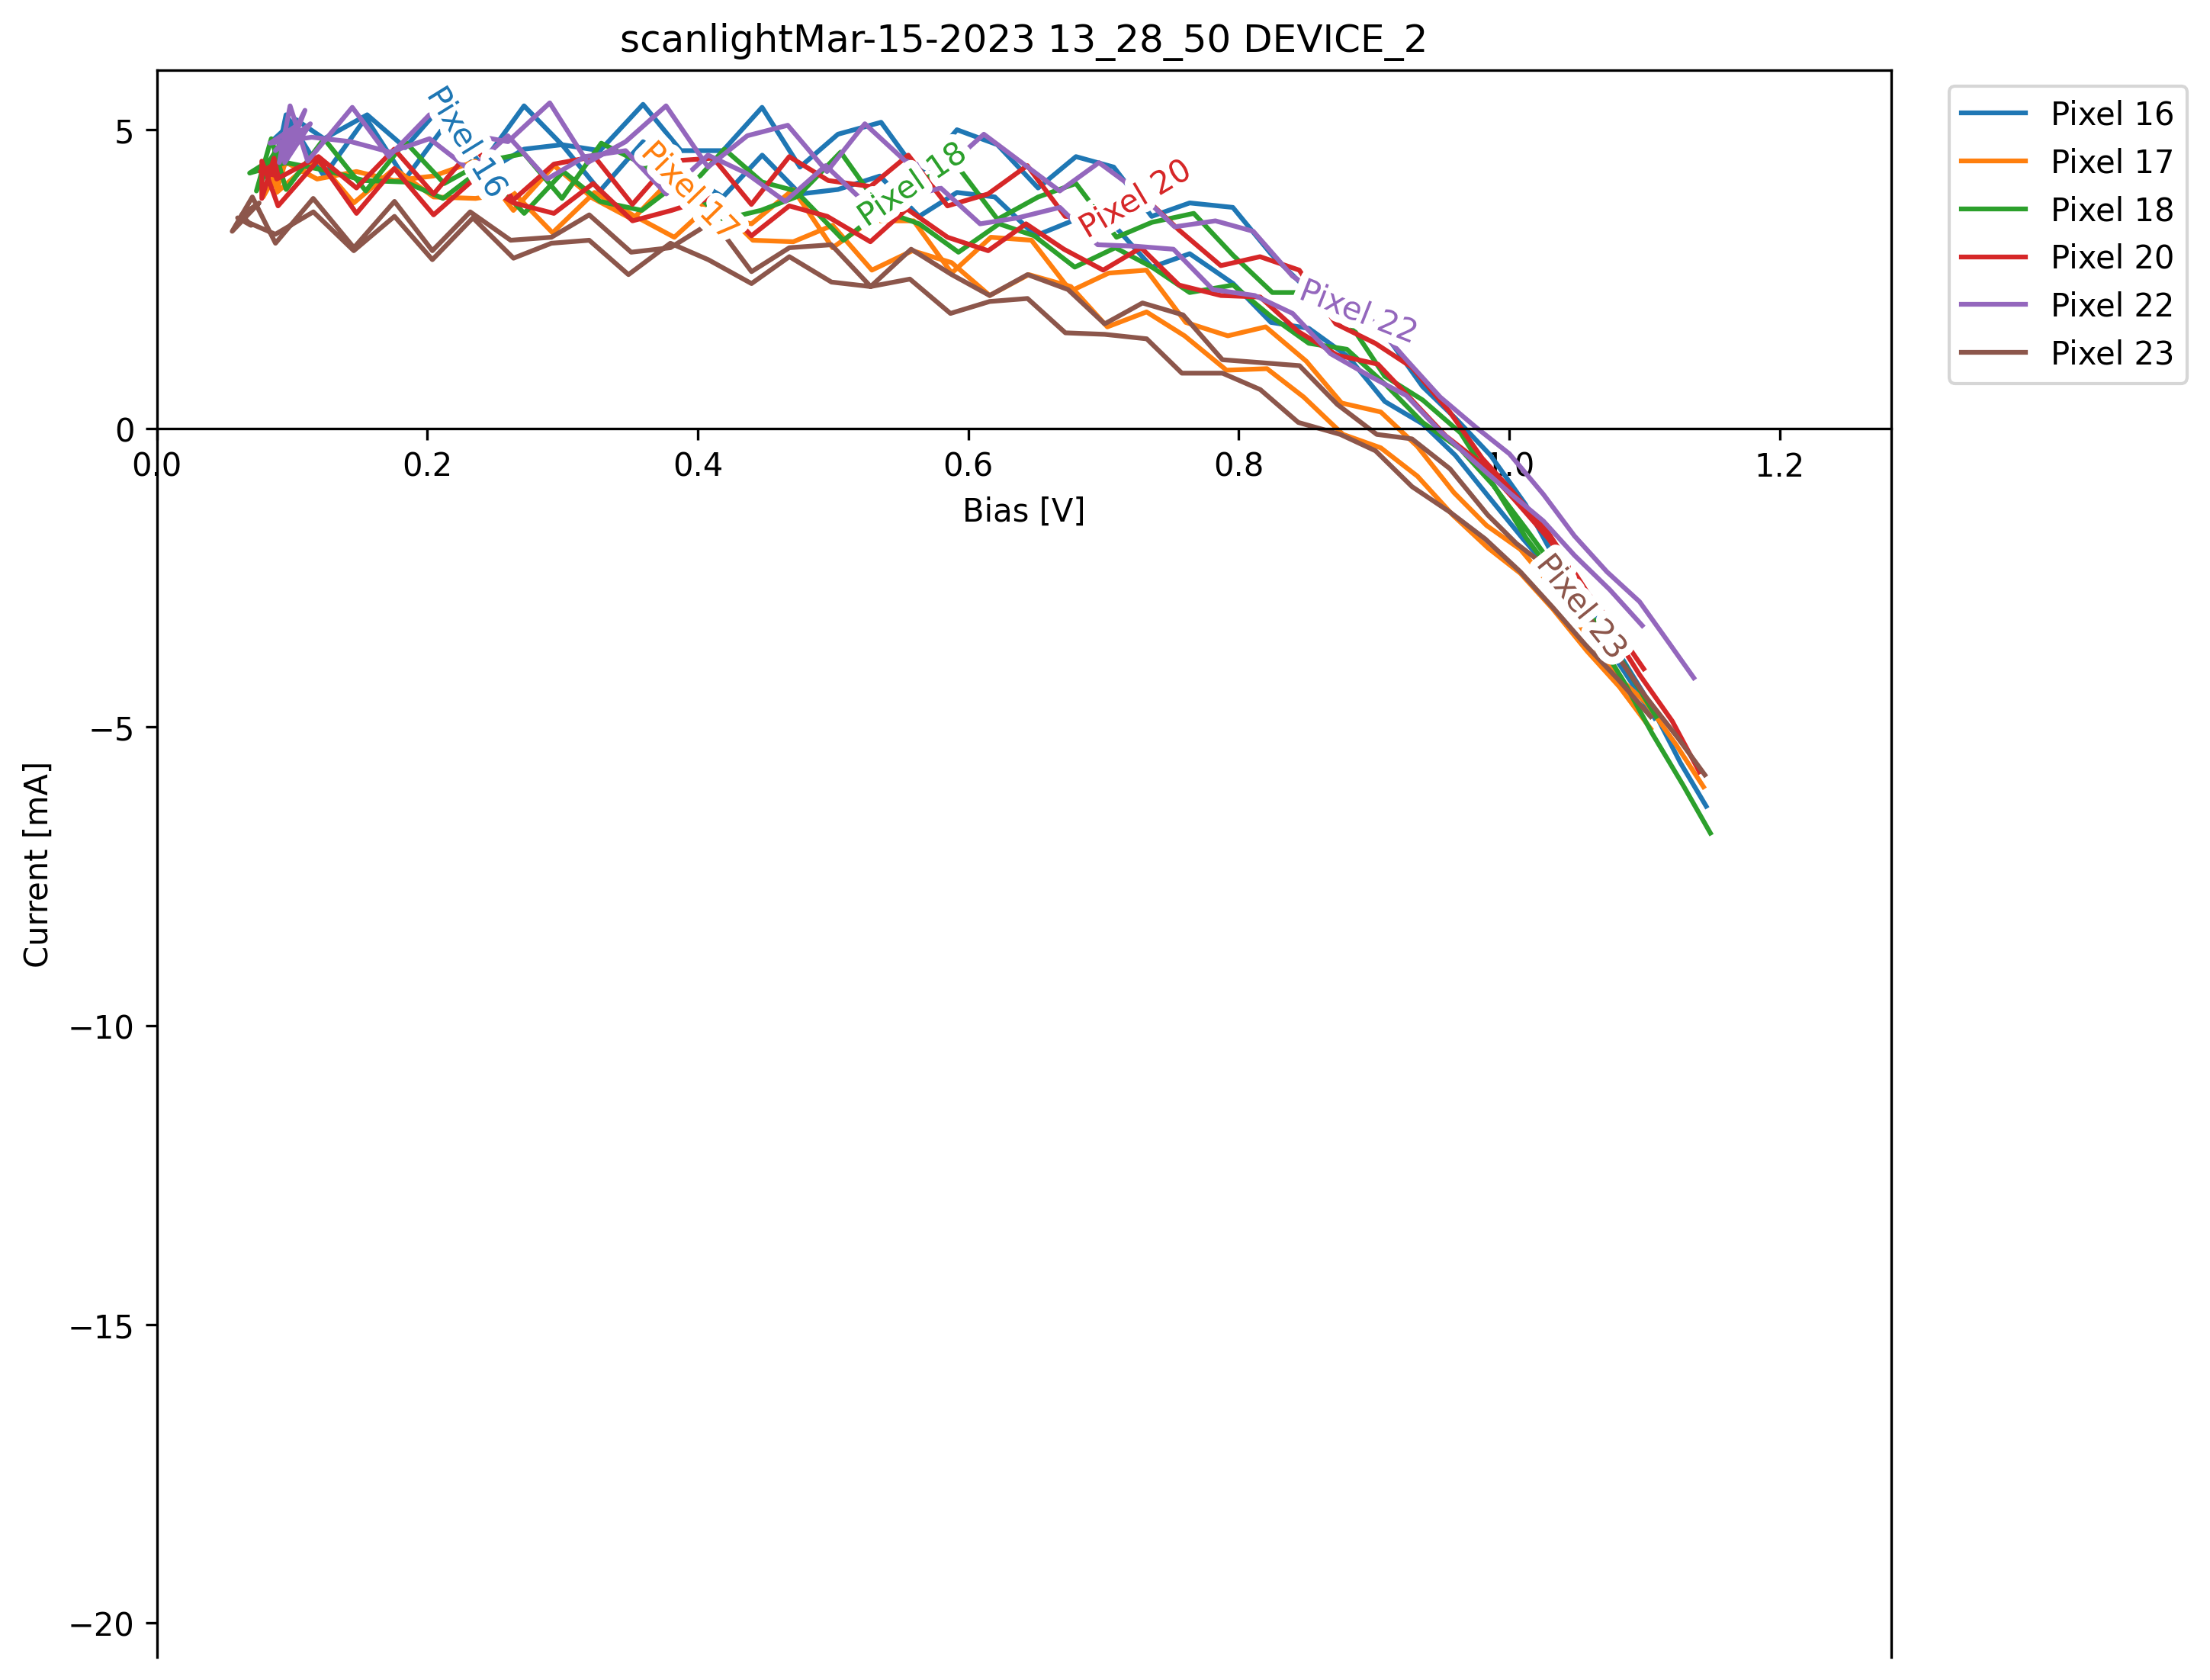 scanlightMar-15-2023 13_28_50 DEVICE_2
Pixel 16
Pixel 17
Pixel 18
Pixel 20
Pixel 22
Pixel 23
Pixel 16
Pixel 17
Pixel 18
Pixel 20
Pixel 22
Pixel 23
5
0
−5
−10
−15
−20
0.0 0.2 0.4 0.6 0.8 1.0 1.2
Bias [V]
Current [mA]